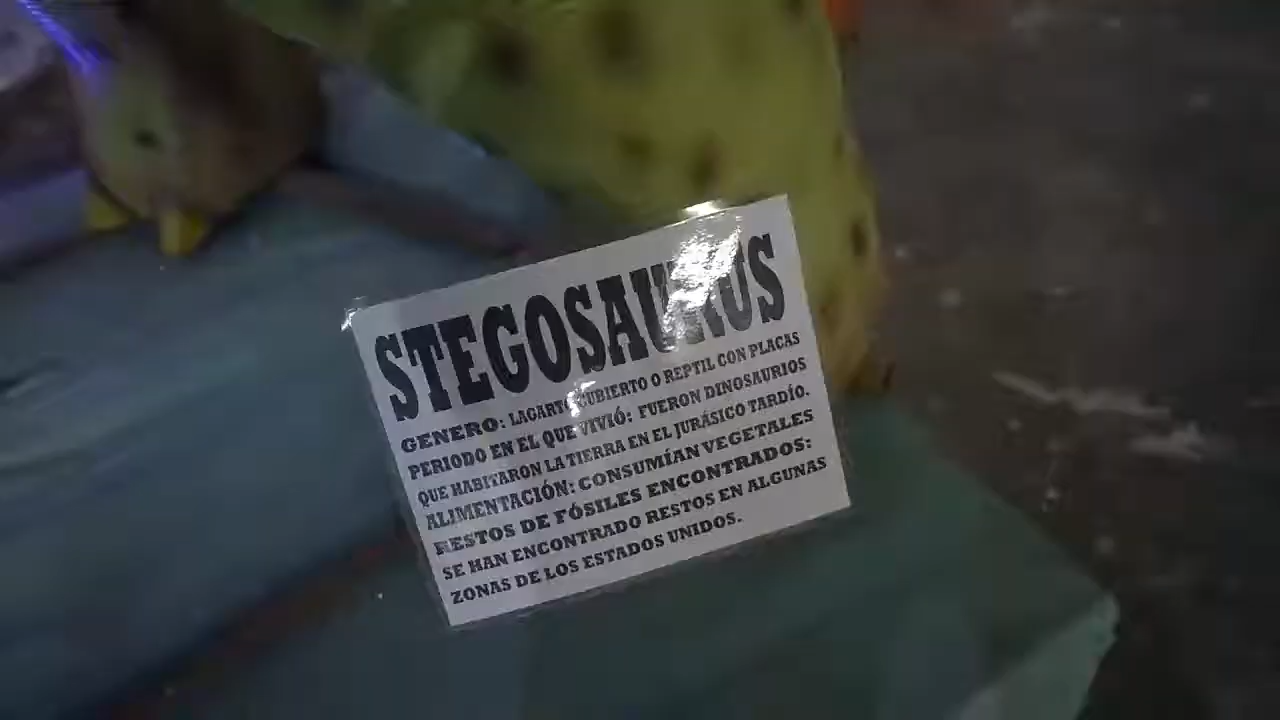 STEGOSAURUS
GENERO: LAGARTO CUBIERTO O REPTIL CON PLACAS
PERIODO EN EL QUE VIVIÓ: FUERON DINOSAURIOS
QUE HABITARON LA TIERRA EN EL JURÁSICO TARDÍO.
ALIMENTACIÓN: CONSUMÍAN VEGETALES
RESTOS DE FÓSILES ENCONTRADOS:
SE HAN ENCONTRADO RESTOS EN ALGUNAS
ZONAS DE LOS ESTADOS UNIDOS.